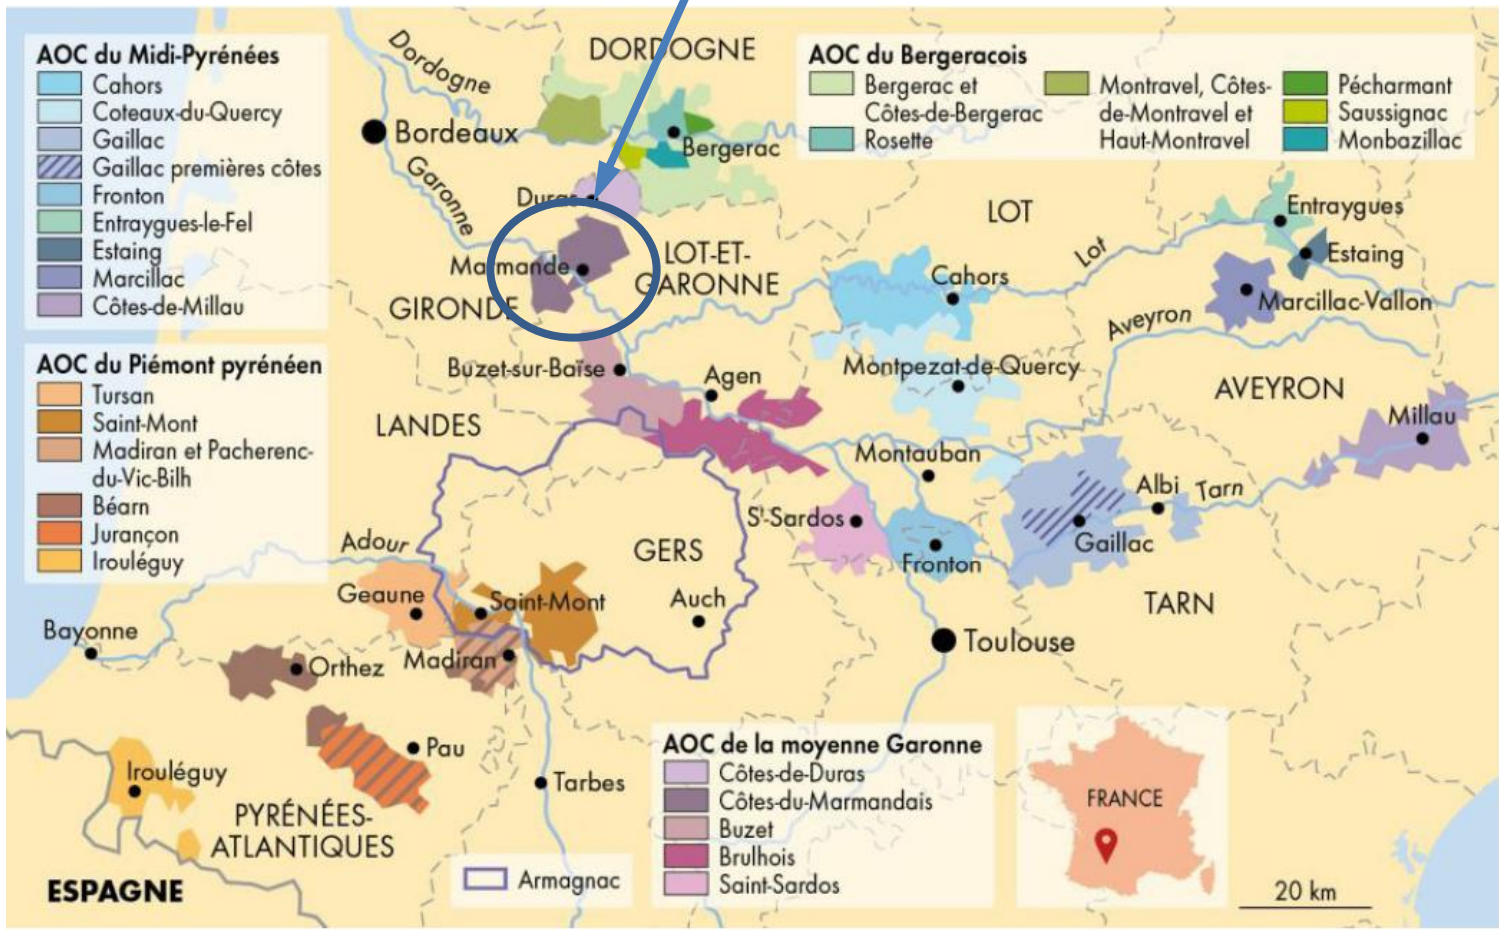 AOC du Midi-Pyrénées
Cahors
Coteaux-du-Quercy
Gaillac
Gaillac premières côtes
Fronton
Entraygues-le-Fel
Estaing
Marcillac
Côtes-de-Millau
AOC du Piémont pyrénéen
Tursan
Saint-Mont
Madiran et Pacherenc-
du-Vic-Bilh
Béarn
Jurançon
Irouléguy
AOC du Bergeracois
Bergerac et
Côtes-de-Bergerac
Rosette
Montravel, Côtes-
de-Montravel et
Haut-Montravel
Pécharmant
Saussignac
Monbazillac
Dordogne
DORDOGNE
Bordeaux
Bergerac
Garonne
Duras
LOT
Entraygues
Marmande
LOT-ET-
GARONNE
Lot
Estaing
Cahors
GIRONDE
Marcillac-Vallon
Aveyron
Buzet-sur-Baïse
Agen
Montpezat-de-Quercy
AVEYRON
LANDES
Millau
Montauban
Albi
Tarn
St-Sardos
Adour
GERS
Gaillac
Fronton
Geaune
Saint-Mont
Auch
TARN
Bayonne
Toulouse
Orthez
Madiran
Pau
Irouléguy
Tarbes
PYRÉNÉES-
ATLANTIQUES
ESPAGNE
Armagnac
AOC de la moyenne Garonne
Côtes-de-Duras
Côtes-du-Marmandais
Buzet
Brulhois
Saint-Sardos
FRANCE
20 km